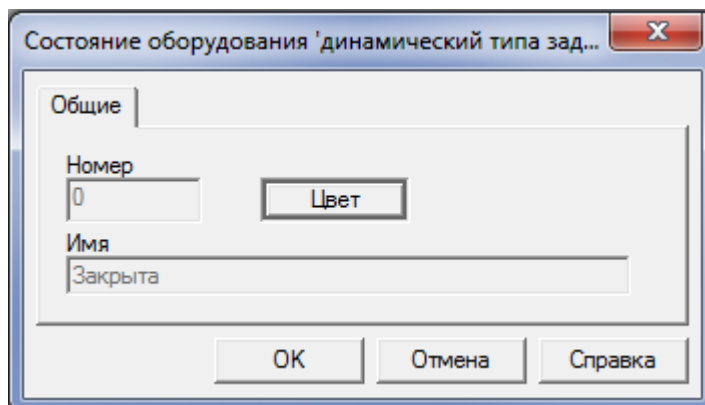 Состояние оборудования 'динамический типа зад...
Общие
Номер
0
Цвет
Имя
Закрыта
OK
Отмена
Справка